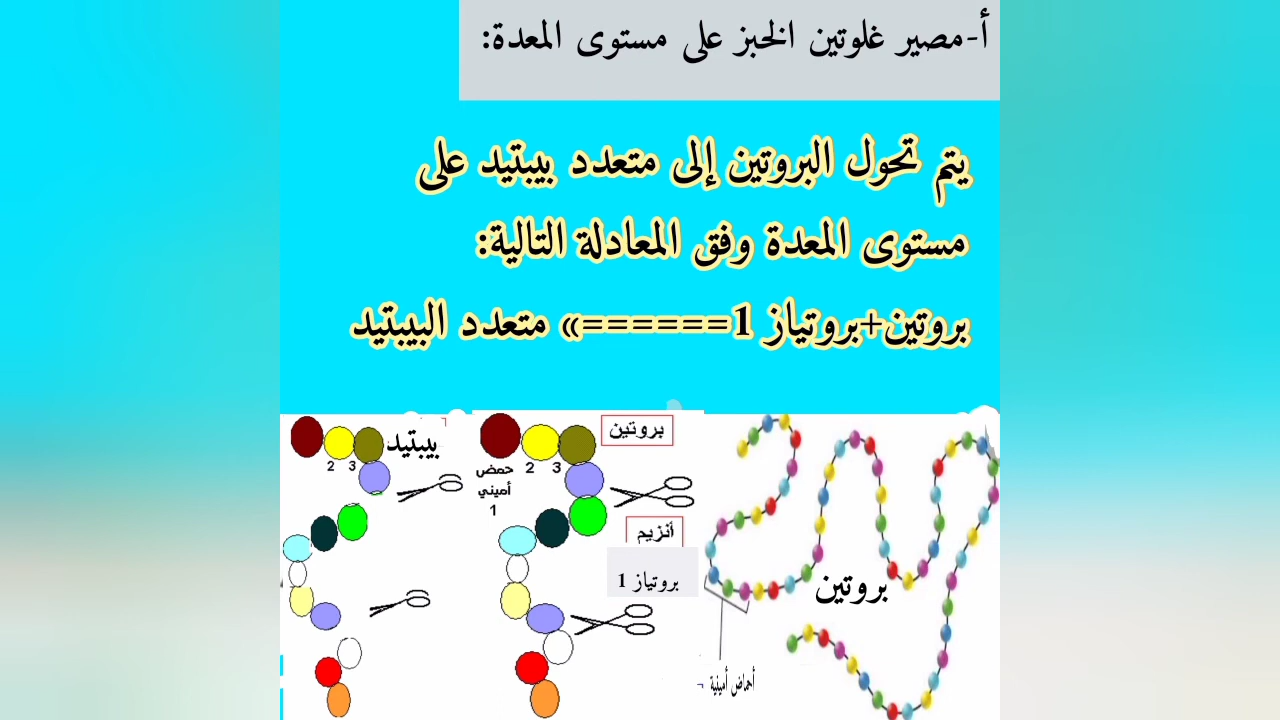 أ-مصير غلوتين الخبز على مستوى المعدة:
يتم تحول البروتين إلى متعدد بيبتيد على
مستوى المعدة وفق المعادلة التالية:
بروتين+بروتياز 1======» متعدد البيبتيد
بروتين
حمض
أميني
1
2
3
أنزيم
بروتياز 1
بيبتيد
2
3
بروتين
أحماض أمينية